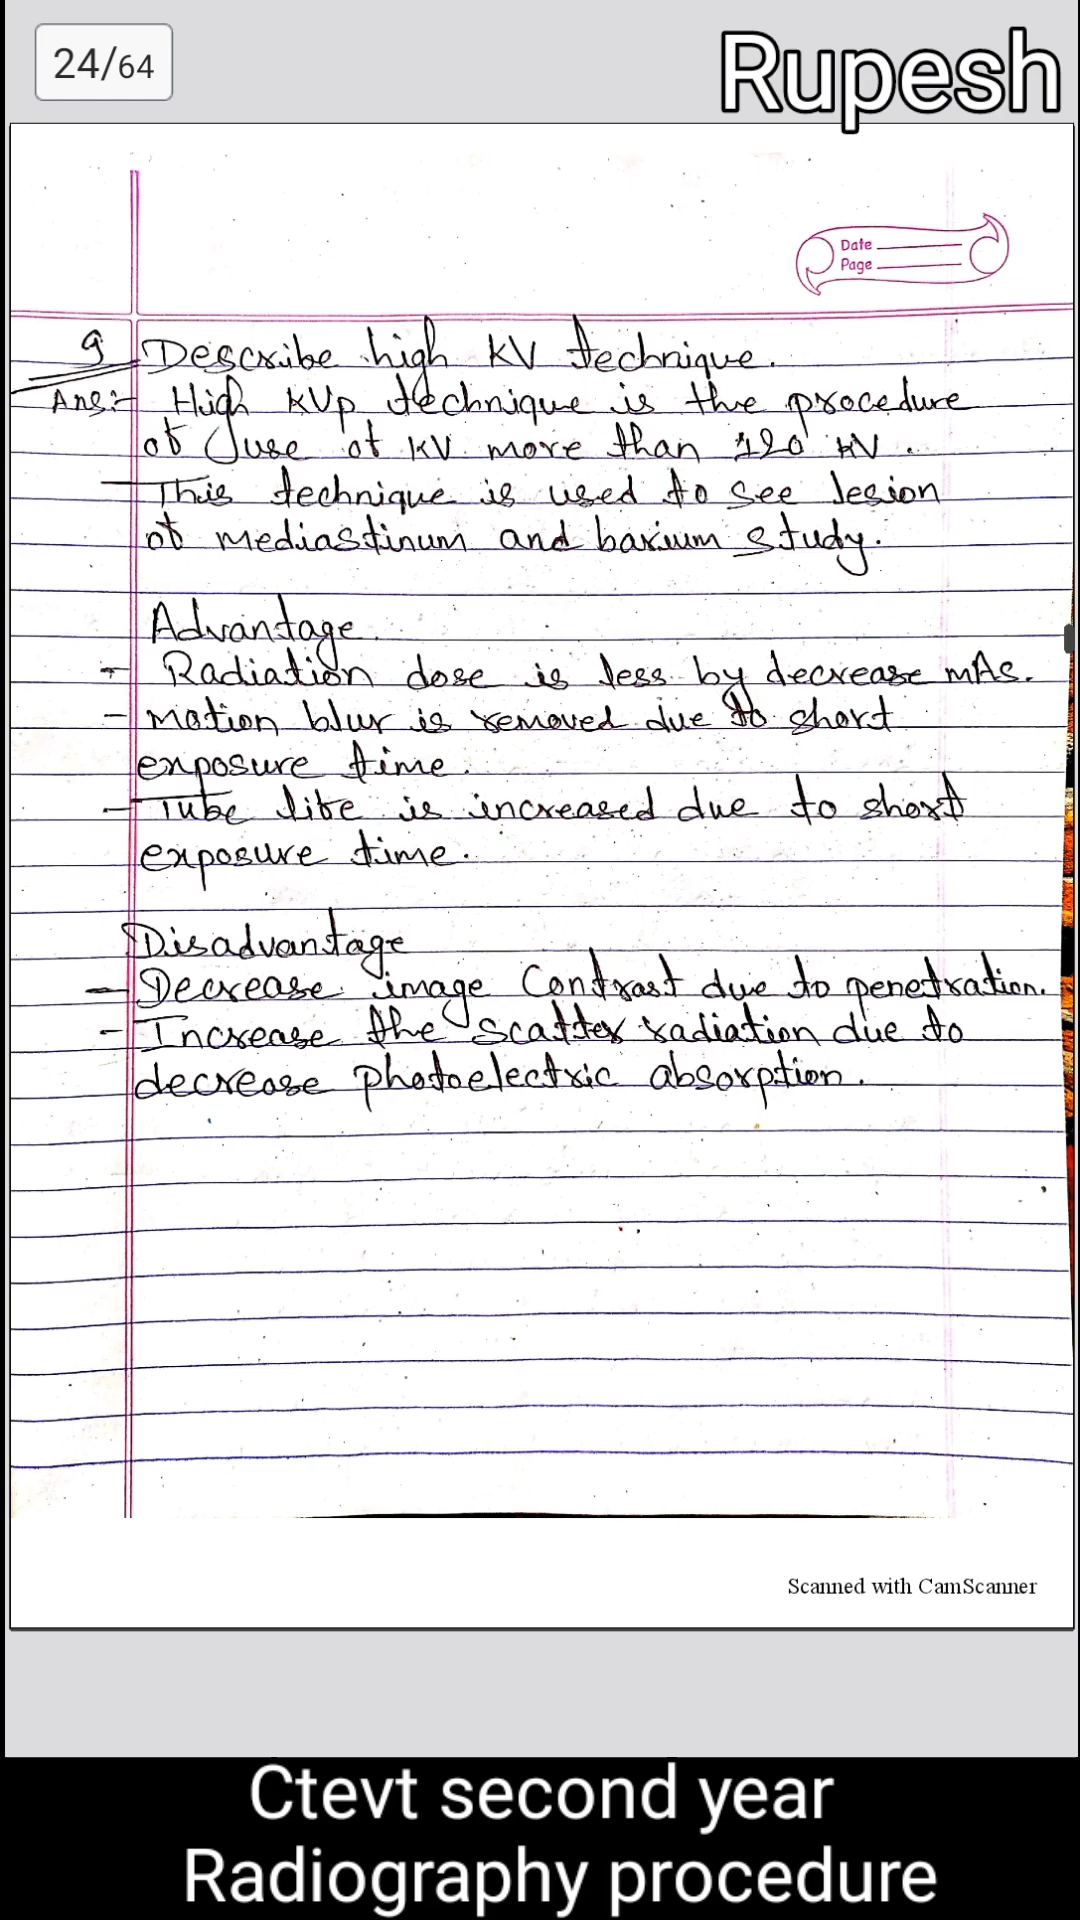 24/64
Rupesh
Date
Page
9 Describe high KV technique.
Ans:- High KVp technique is the procedure
of use of KV more than 120 KV.
This technique is used to see lesion
of mediastinum and barium study.
Advantage
- Radiation dose is less by decrease mAs.
- motion blur is removed due to short
exposure time.
- Tube life is increased due to short
exposure time.
Disadvantage
- Decrease image Contrast due to penetration.
- Increase the scatter radiation due to
decrease photoelectric absorption.
Scanned with CamScanner
Ctevt second year
Radiography procedure